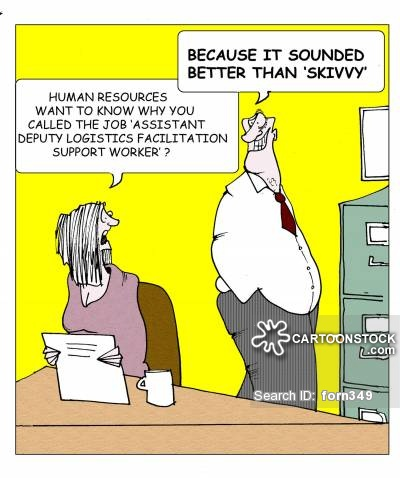 HUMAN RESOURCES
WANT TO KNOW WHY YOU
CALLED THE JOB 'ASSISTANT
DEPUTY LOGISTICS FACILITATION
SUPPORT WORKER' ?
BECAUSE IT SOUNDED
BETTER THAN 'SKIVVY'
CARTOONSTOCK
.com
Search ID: forn349